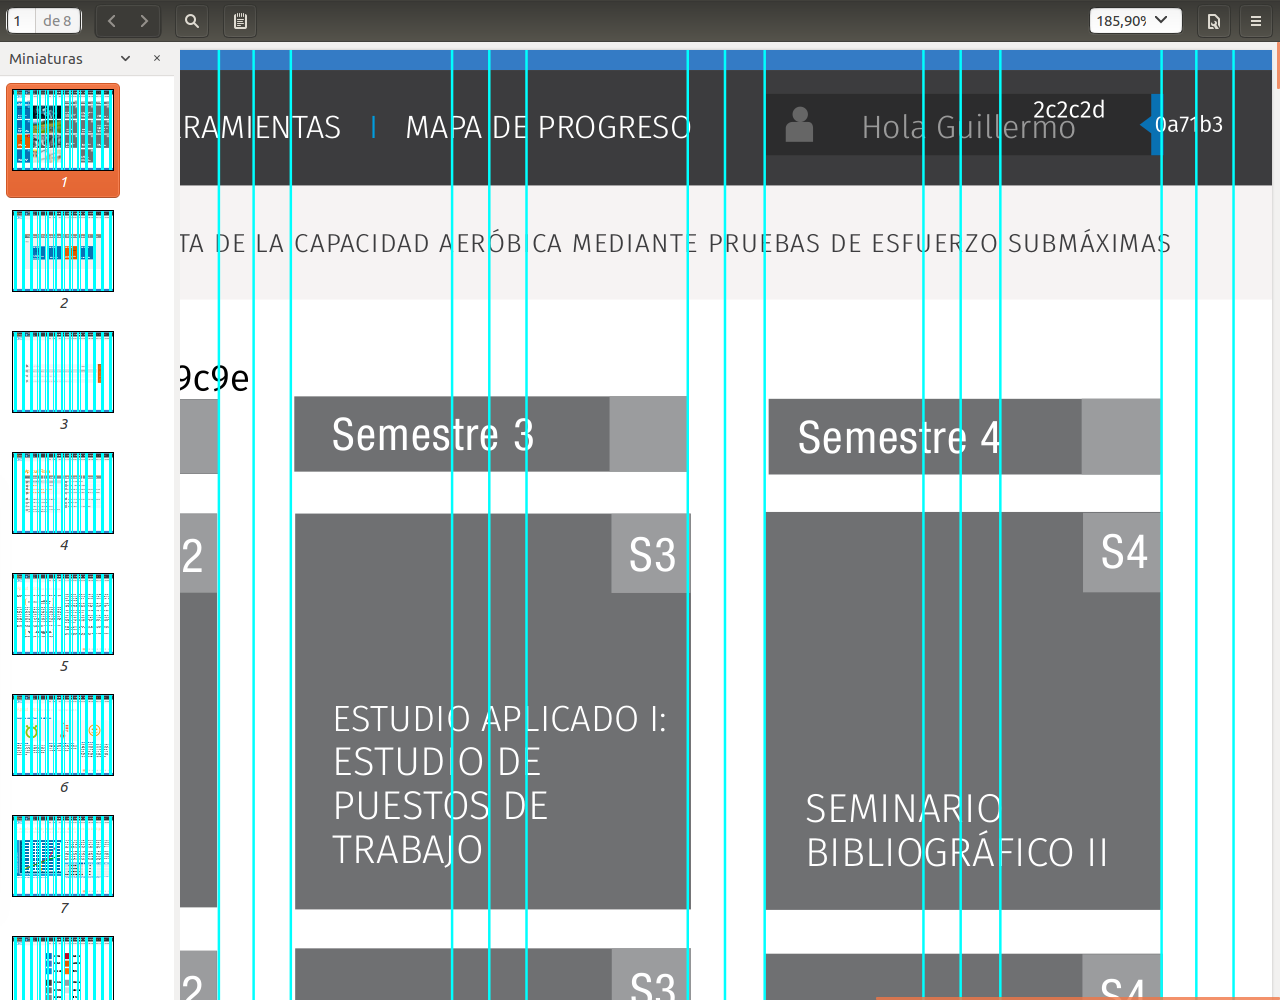 1 de 8
185,90%
Miniaturas
1
2
3
4
5
6
7
RAMIENTAS | MAPA DE PROGRESO
Hola Guillermo
2c2c2d
0a71b3
TA DE LA CAPACIDAD AERÓBICA MEDIANTE PRUEBAS DE ESFUERZO SUBMÁXIMAS
9c9e
Semestre 3
Semestre 4
2
S3
S4
ESTUDIO APLICADO I:
ESTUDIO DE
PUESTOS DE
TRABAJO
SEMINARIO
BIBLIOGRÁFICO II
2
S3
S4